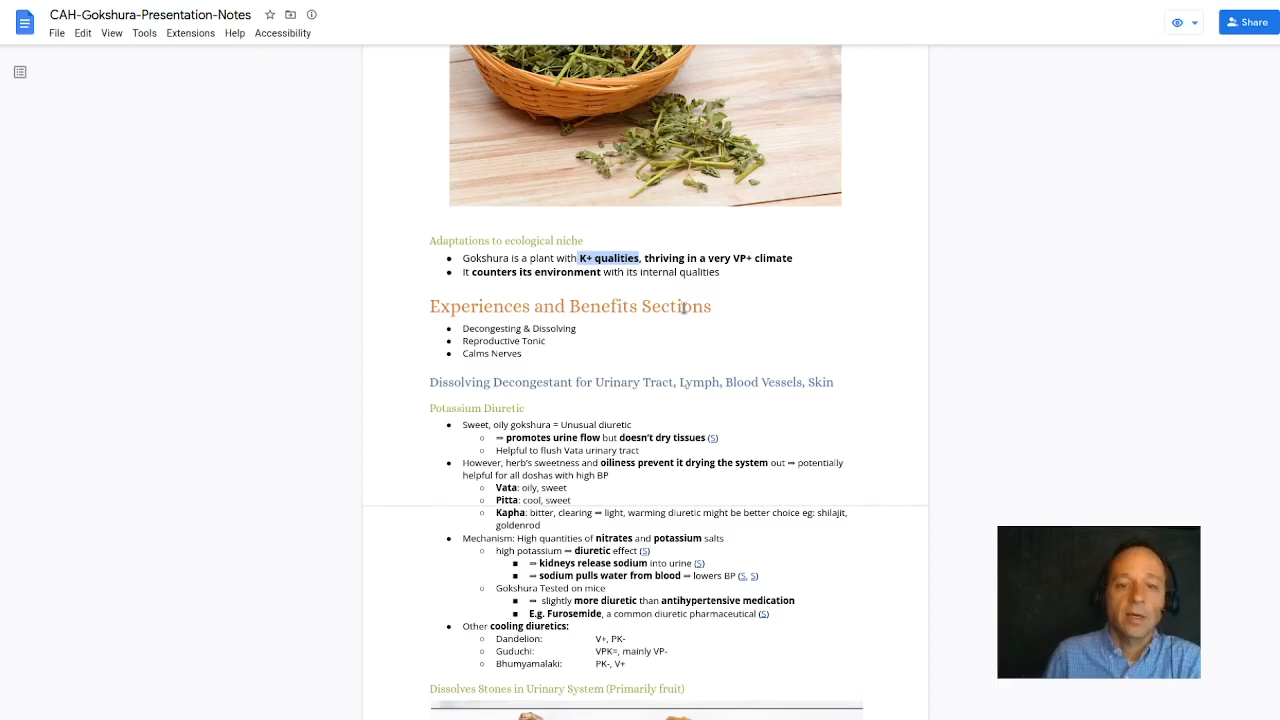 CAH-Gokshura-Presentation-Notes
File Edit View Tools Extensions Help Accessibility
Share
Adaptations to ecological niche
● Gokshura is a plant with K+ qualities, thriving in a very VP+ climate
● It counters its environment with its internal qualities
Experiences and Benefits Sections
● Decongesting & Dissolving
● Reproductive Tonic
● Calms Nerves
Dissolving Decongestant for Urinary Tract, Lymph, Blood Vessels, Skin
Potassium Diuretic
● Sweet, oily gokshura = Unusual diuretic
○ ⇒ promotes urine flow but doesn't dry tissues (S)
○ Helpful to flush Vata urinary tract
● However, herb's sweetness and oiliness prevent it drying the system out ⇒ potentially
helpful for all doshas with high BP
○ Vata: oily, sweet
○ Pitta: cool, sweet
○ Kapha: bitter, clearing ⇒ light, warming diuretic might be better choice eg: shilajit,
goldenrod
● Mechanism: High quantities of nitrates and potassium salts
○ high potassium ⇒ diuretic effect (S)
■ ⇒ kidneys release sodium into urine (S)
■ ⇒ sodium pulls water from blood ⇒ lowers BP (S, S)
○ Gokshura Tested on mice
■ ⇒ slightly more diuretic than antihypertensive medication
■ E.g. Furosemide, a common diuretic pharmaceutical (S)
● Other cooling diuretics:
○ Dandelion: V+, PK-
○ Guduchi: VPK=, mainly VP-
○ Bhumyamalaki: PK-, V+
Dissolves Stones in Urinary System (Primarily fruit)